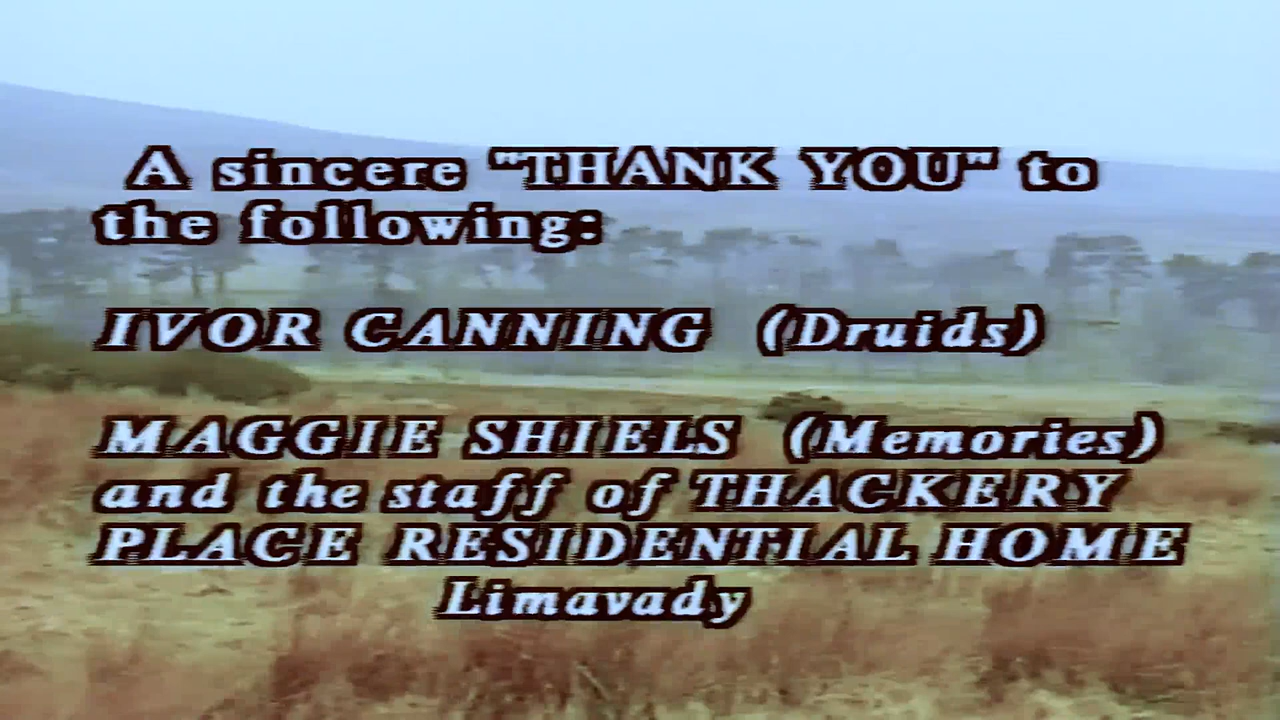 A sincere "THANK YOU" to
the following:
IVOR CANNING (Druids)
MAGGIE SHIELS (Memories)
and the staff of THACKERY
PLACE RESIDENTIAL HOME
Limavady